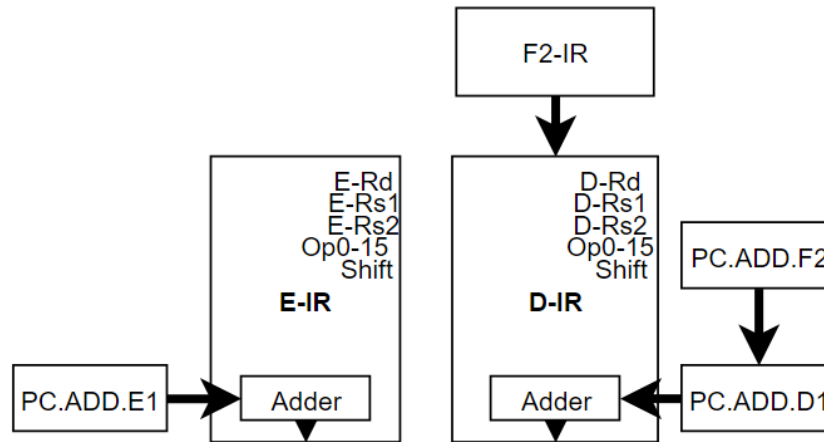 F2-IR
E-Rd
E-Rs1
E-Rs2
Op0-15
Shift
E-IR
D-Rd
D-Rs1
D-Rs2
Op0-15
Shift
D-IR
PC.ADD.F2
PC.ADD.E1
Adder
Adder
PC.ADD.D1